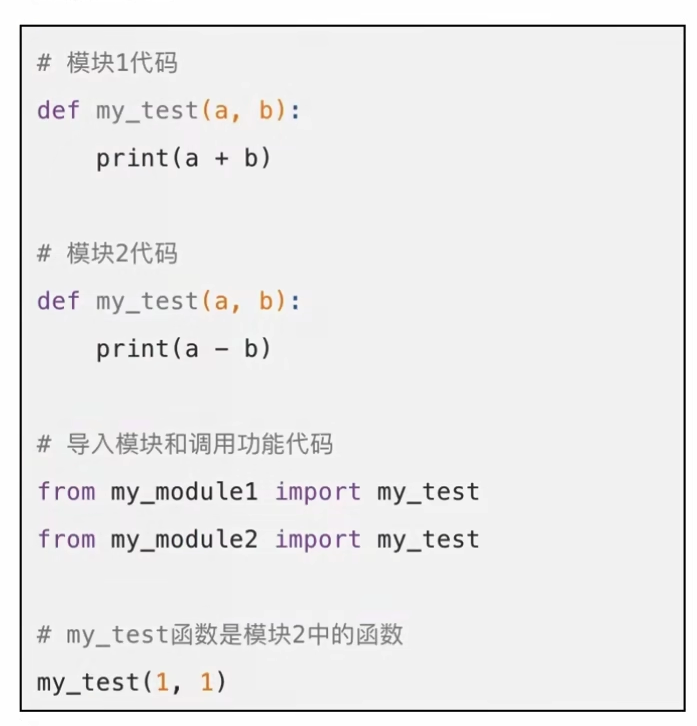 # 模块1代码
def my_test(a, b):
    print(a + b)
# 模块2代码
def my_test(a, b):
    print(a - b)
# 导入模块和调用功能代码
from my_module1 import my_test
from my_module2 import my_test
# my_test函数是模块2中的函数
my_test(1, 1)